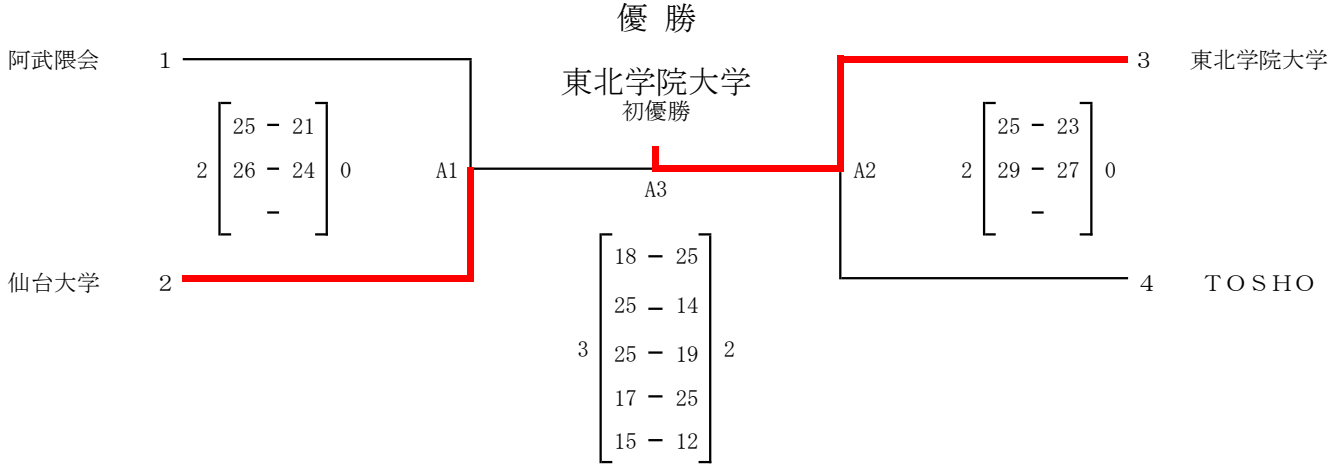 優 勝
阿武隈会 1
3 東北学院大学
東北学院大学
初優勝
25 - 21
2 26 - 24 0
-
A1
A3
A2
25 - 23
2 29 - 27 0
-
仙台大学 2
4 ＴＯＳＨＯ
18 - 25
25 - 14
3 25 - 19 2
17 - 25
15 - 12